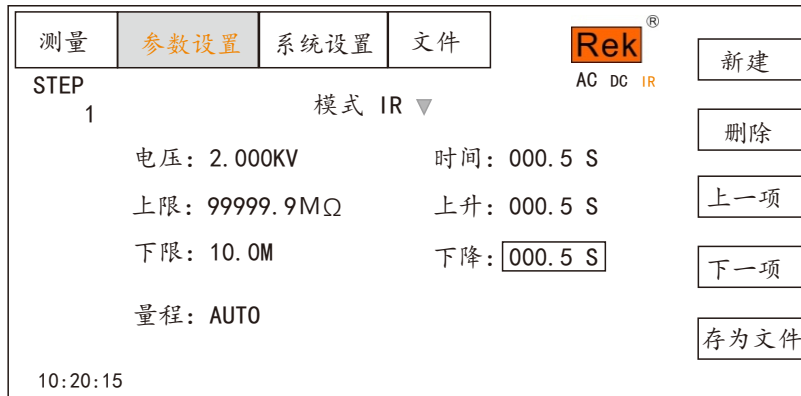 测量 参数设置 系统设置 文件 Rek ®
AC DC IR
新建
STEP
1
模式 IR ▼
删除
电压: 2.000KV 时间: 000.5 S
上限: 99999.9MΩ 上升: 000.5 S
上一项
下限: 10.0M 下降: 000.5 S
下一项
量程: AUTO
存为文件
10:20:15